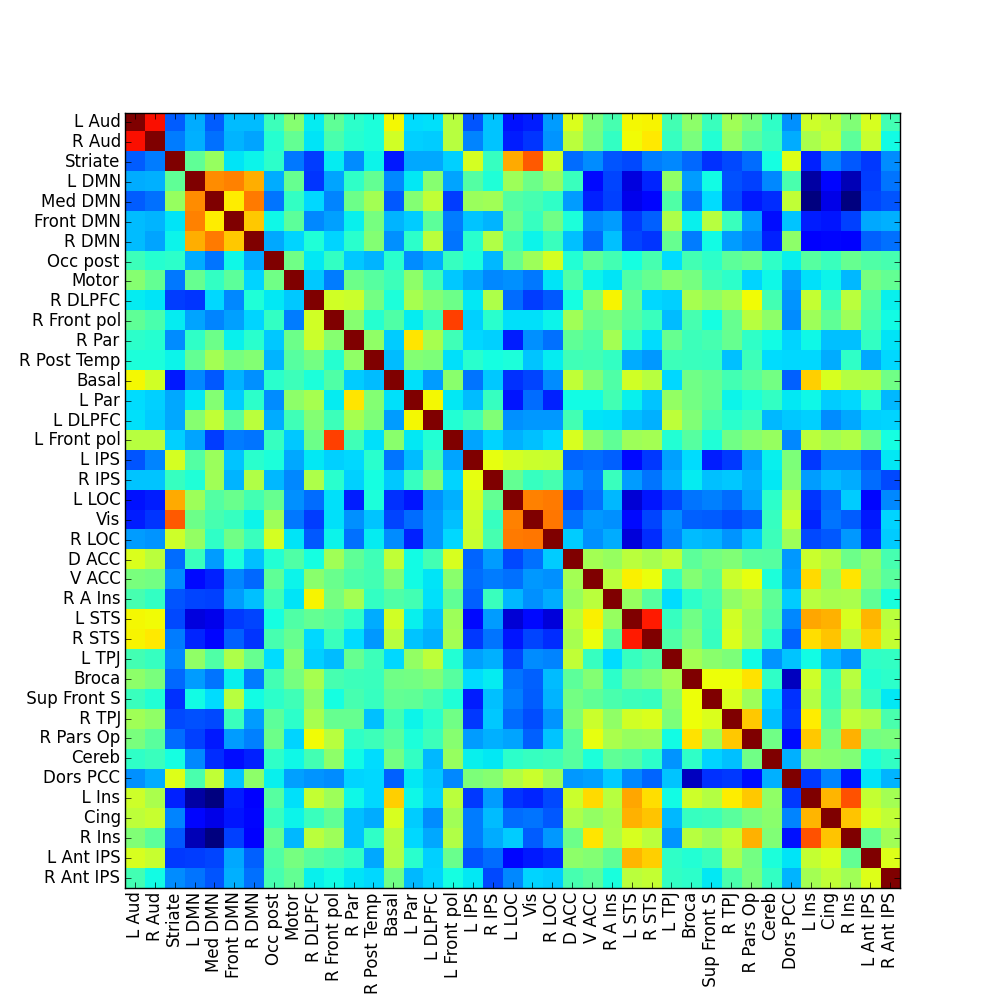 L Aud
R Aud
Striate
L DMN
Med DMN
Front DMN
R DMN
Occ post
Motor
R DLPFC
R Front pol
R Par
R Post Temp
Basal
L Par
L DLPFC
L Front pol
L IPS
R IPS
L LOC
Vis
R LOC
D ACC
V ACC
R A Ins
L STS
R STS
L TPJ
Broca
Sup Front S
R TPJ
R Pars Op
Cereb
Dors PCC
L Ins
Cing
R Ins
L Ant IPS
R Ant IPS
L Aud
R Aud
Striate
L DMN
Med DMN
Front DMN
R DMN
Occ post
Motor
R DLPFC
R Front pol
R Par
R Post Temp
Basal
L Par
L DLPFC
L Front pol
L IPS
R IPS
L LOC
Vis
R LOC
D ACC
V ACC
R A Ins
L STS
R STS
L TPJ
Broca
Sup Front S
R TPJ
R Pars Op
Cereb
Dors PCC
L Ins
Cing
R Ins
L Ant IPS
R Ant IPS